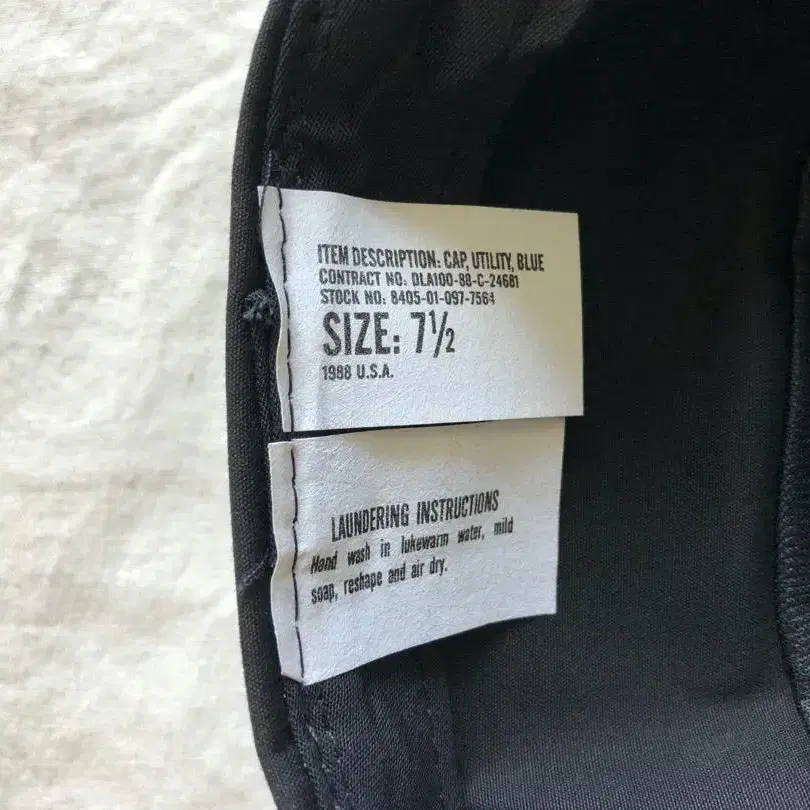 ITEM DESCRIPTION: CAP, UTILITY, BLUE
CONTRACT NO: DLA100-88-C-24681
STOCK NO: 8405-01-097-7564
SIZE: 7½
1988 U.S.A.
LAUNDERING INSTRUCTIONS
Hand wash in lukewarm water, mild
soap, reshape and air dry.